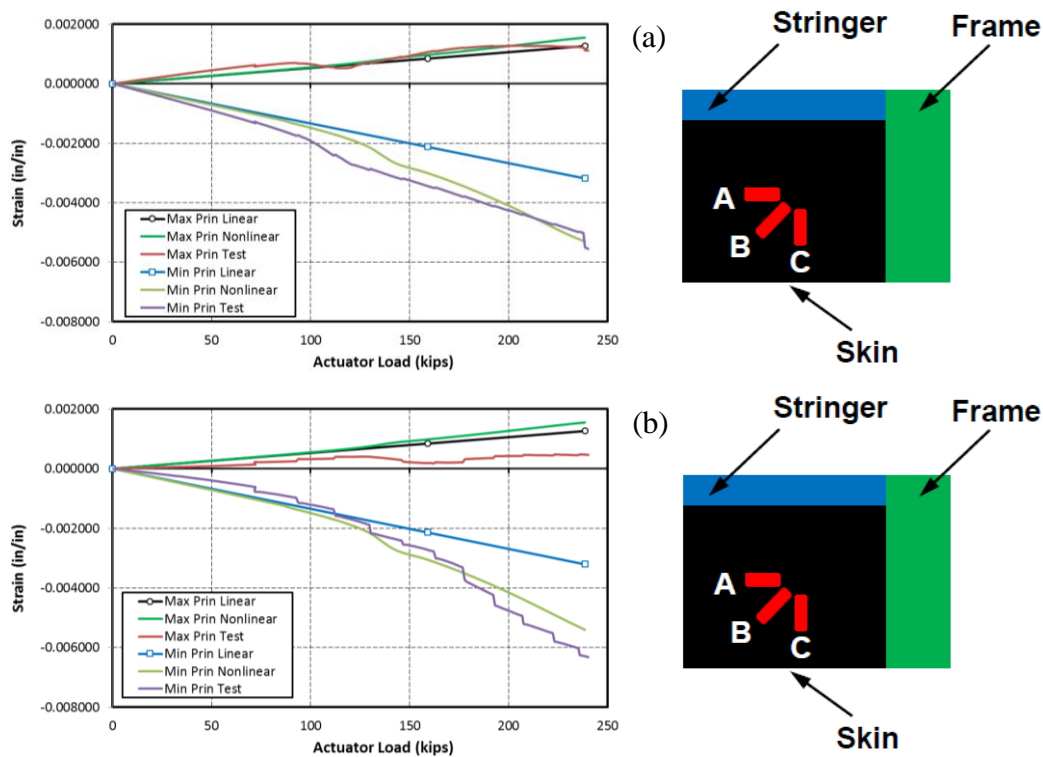 (a)
0.002000
0.000000
-0.002000
-0.004000
-0.006000
-0.008000
Strain (in/in)
Max Prin Linear
Max Prin Nonlinear
Max Prin Test
Min Prin Linear
Min Prin Nonlinear
Min Prin Test
0 50 100 150 200 250
Actuator Load (kips)
Stringer
Frame
A
B
C
Skin
(b)
0.002000
0.000000
-0.002000
-0.004000
-0.006000
-0.008000
Strain (in/in)
Max Prin Linear
Max Prin Nonlinear
Max Prin Test
Min Prin Linear
Min Prin Nonlinear
Min Prin Test
0 50 100 150 200 250
Actuator Load (kips)
Stringer
Frame
A
B
C
Skin